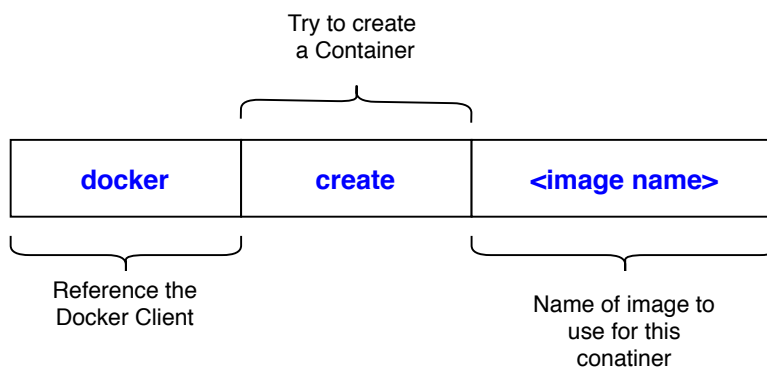 Try to create
a Container
docker create <image name>
Reference the
Docker Client
Name of image to
use for this
conatiner